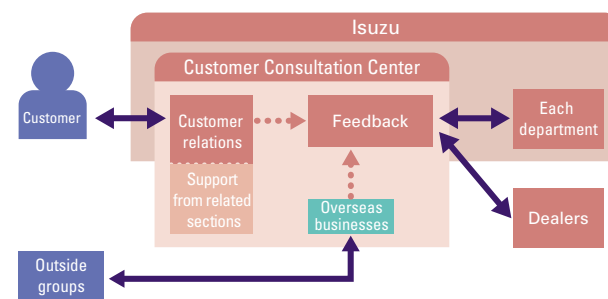 Isuzu
Customer Consultation Center
Customer
Customer
relations
Feedback
Each
department
Support
from related
sections
Overseas
businesses
Dealers
Outside
groups